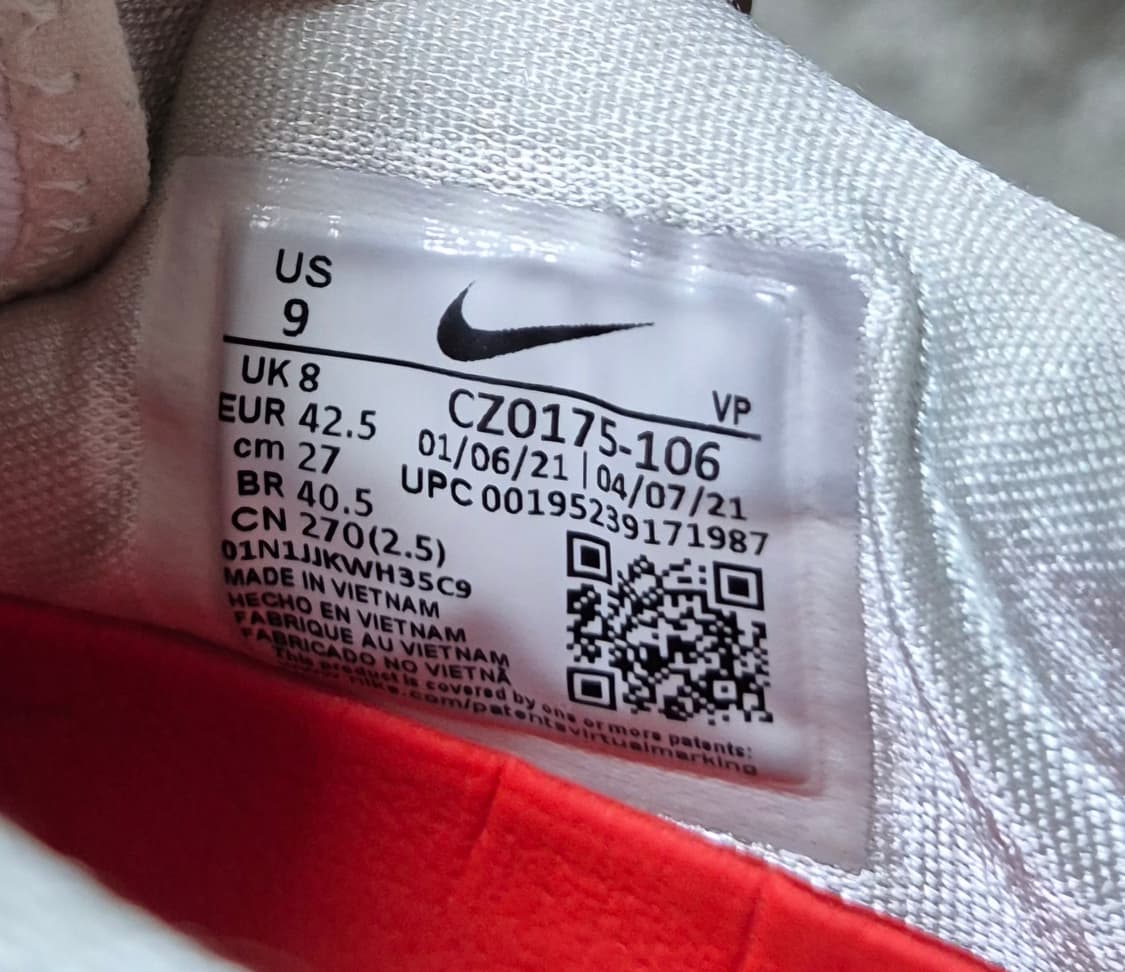 US
9
VP
UK 8
EUR 42.5
cm 27
BR 40.5
CN 270(2.5)
CZ0175-106
01/06/21 | 04/07/21
UPC 00195239171987
01N1JJKWH35C9
MADE IN VIETNAM
HECHO EN VIETNAM
FABRIQUE AU VIETNAM
FABRICADO NO VIETNÃ
This product is covered by one or more patents:
www.nike.com/patentsvirtualmarking